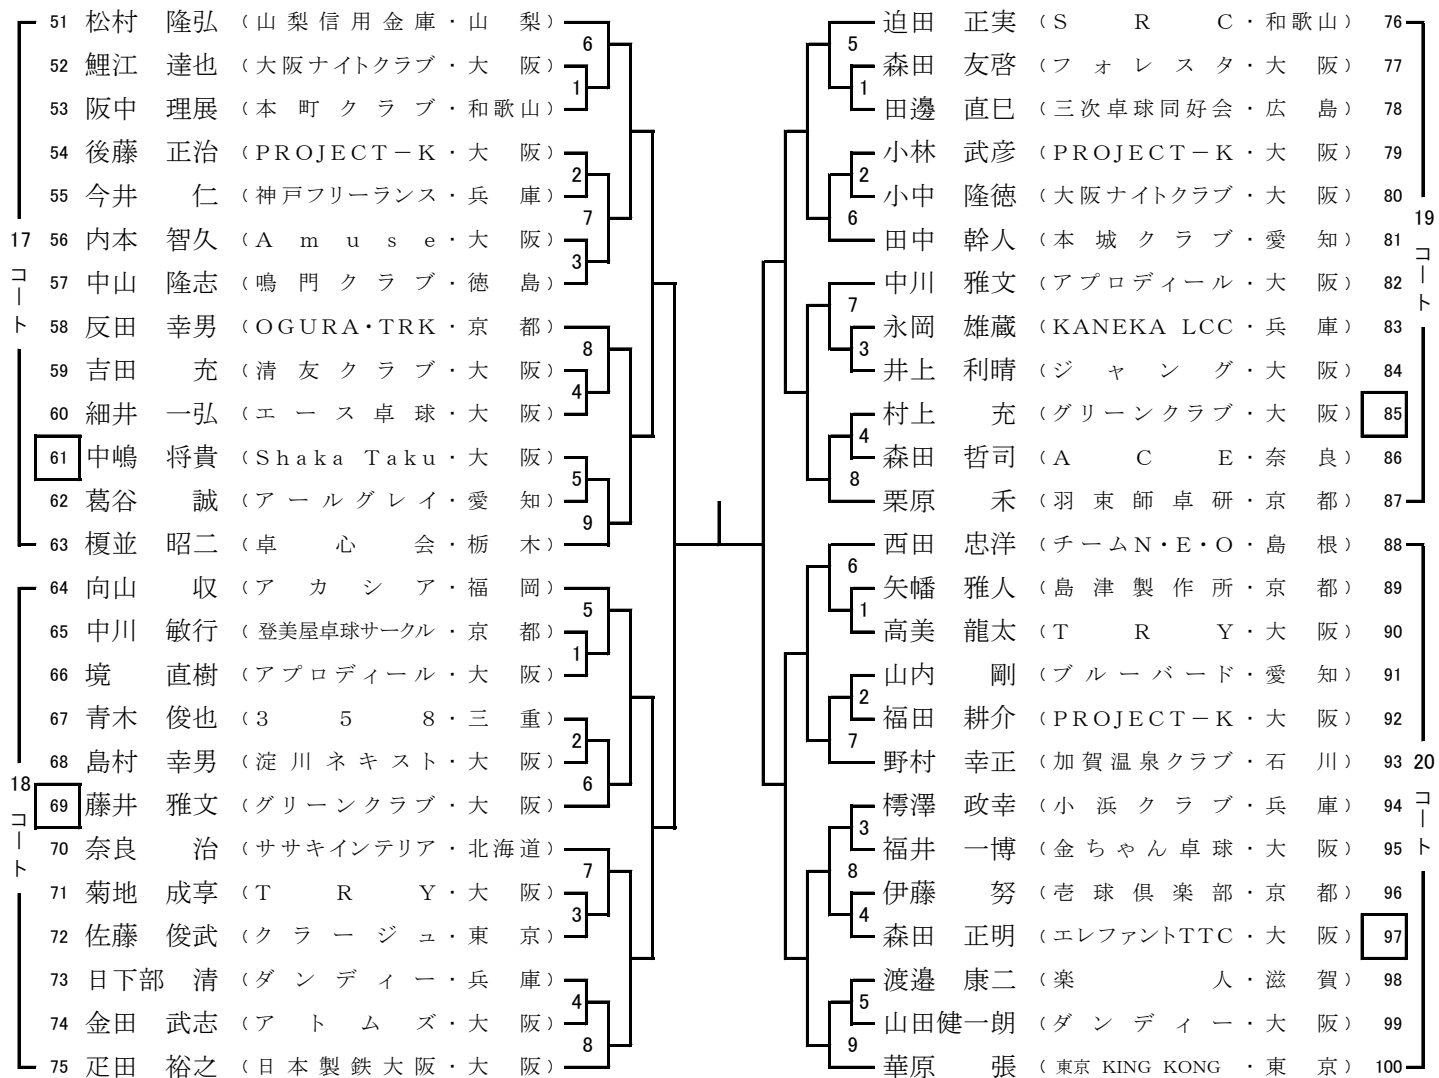 51 松村 隆弘 (山梨信用金庫・山梨)
52 鯉江 達也 (大阪ナイトクラブ・大阪)
53 阪中 理展 (本町クラブ・和歌山)
54 後藤 正治 (PROJECT－K・大阪)
55 今井 仁 (神戸フリーランス・兵庫)
56 内本 智久 (Amuse・大阪)
57 中山 隆志 (鳴門クラブ・徳島)
58 反田 幸男 (OGURA・TRK・京都)
59 吉田 充 (清友クラブ・大阪)
60 細井 一弘 (エース卓球・大阪)
61 中嶋 将貴 (Shaka Taku・大阪)
62 葛谷 誠 (アールグレイ・愛知)
63 榎並 昭二 (卓心会・栃木)
17コート
6
1
2
7
3
8
4
5
9
64 向山 収 (アカシア・福岡)
65 中川 敏行 (登美屋卓球サークル・京都)
66 境 直樹 (アプロディール・大阪)
67 青木 俊也 (358・三重)
68 島村 幸男 (淀川ネキスト・大阪)
69 藤井 雅文 (グリーンクラブ・大阪)
70 奈良 治 (ササキインテリア・北海道)
71 菊地 成享 (TRY・大阪)
72 佐藤 俊武 (クラージュ・東京)
73 日下部 清 (ダンディー・兵庫)
74 金田 武志 (アトムズ・大阪)
75 疋田 裕之 (日本製鉄大阪・大阪)
18コート
5
1
2
6
7
3
4
8
迫田 正実 (SRC・和歌山) 76
森田 友啓 (フォレスタ・大阪) 77
田邊 直巳 (三次卓球同好会・広島) 78
小林 武彦 (PROJECT－K・大阪) 79
小中 隆徳 (大阪ナイトクラブ・大阪) 80
田中 幹人 (本城クラブ・愛知) 81
中川 雅文 (アプロディール・大阪) 82
永岡 雄蔵 (KANEKA LCC・兵庫) 83
井上 利晴 (ジャング・大阪) 84
村上 充 (グリーンクラブ・大阪) 85
森田 哲司 (ACE・奈良) 86
栗原 禾 (羽束師卓研・京都) 87
19コート
5
1
2
6
7
3
4
8
西田 忠洋 (チームN・E・O・島根) 88
矢幡 雅人 (島津製作所・京都) 89
高美 龍太 (TRY・大阪) 90
山内 剛 (ブルーバード・愛知) 91
福田 耕介 (PROJECT－K・大阪) 92
野村 幸正 (加賀温泉クラブ・石川) 93
樗澤 政幸 (小浜クラブ・兵庫) 94
福井 一博 (金ちゃん卓球・大阪) 95
伊藤 努 (壱球倶楽部・京都) 96
森田 正明 (エレファントTTC・大阪) 97
渡邉 康二 (楽人・滋賀) 98
山田健一朗 (ダンディー・大阪) 99
華原 張 (東京 KING KONG・東京) 100
20コート
6
1
2
7
3
8
4
5
9